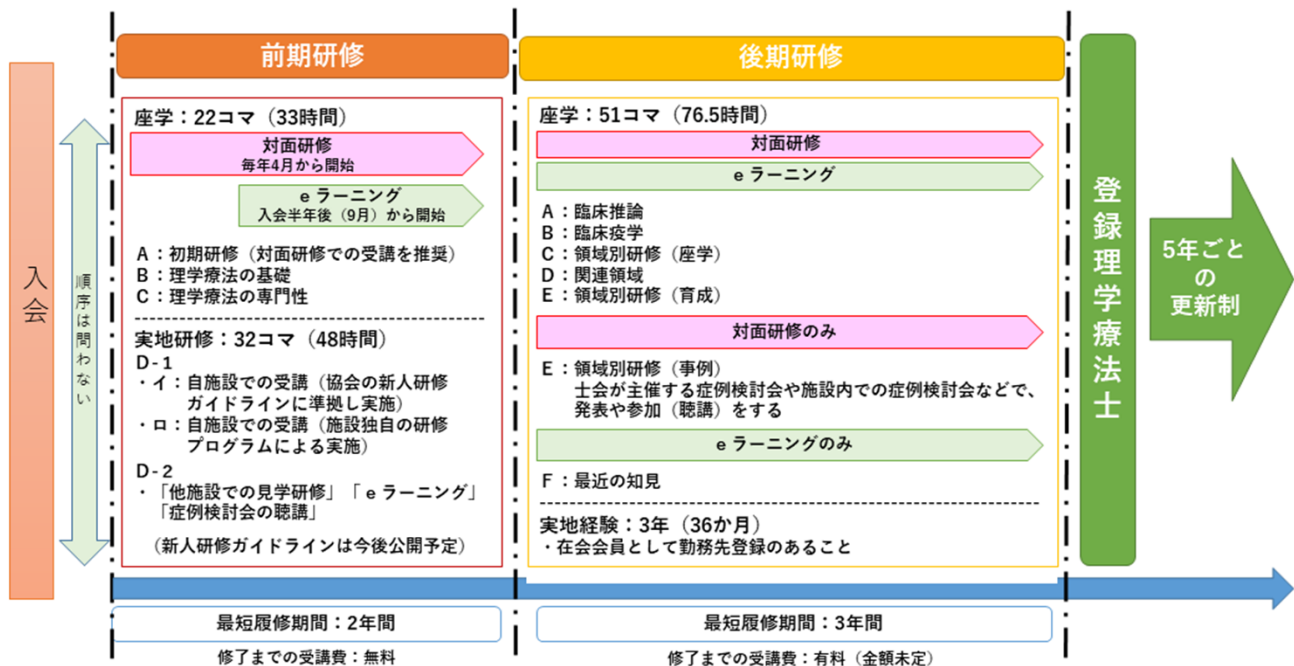 入会
順序は問わない
前期研修
座学：22コマ（33時間）
対面研修
毎年4月から開始
e ラーニング
入会半年後（9月）から開始
A：初期研修（対面研修での受講を推奨）
B：理学療法の基礎
C：理学療法の専門性
実地研修：32コマ（48時間）
D-1
・イ：自施設での受講（協会の新人研修
ガイドラインに準拠し実施）
・ロ：自施設での受講（施設独自の研修
プログラムによる実施）
D-2
・「他施設での見学研修」「 e ラーニング」
「症例検討会の聴講」
（新人研修ガイドラインは今後公開予定）
最短履修期間：2年間
修了までの受講費：無料
後期研修
座学：51コマ（76.5時間）
対面研修
e ラーニング
A：臨床推論
B：臨床疫学
C：領域別研修（座学）
D：関連領域
E：領域別研修（育成）
対面研修のみ
E：領域別研修（事例）
士会が主催する症例検討会や施設内での症例検討会などで、
発表や参加（聴講）をする
e ラーニングのみ
F：最近の知見
実地経験：3年（36か月）
・在会会員として勤務先登録のあること
最短履修期間：3年間
修了までの受講費：有料（金額未定）
登録理学療法士
5年ごと
の
更新制